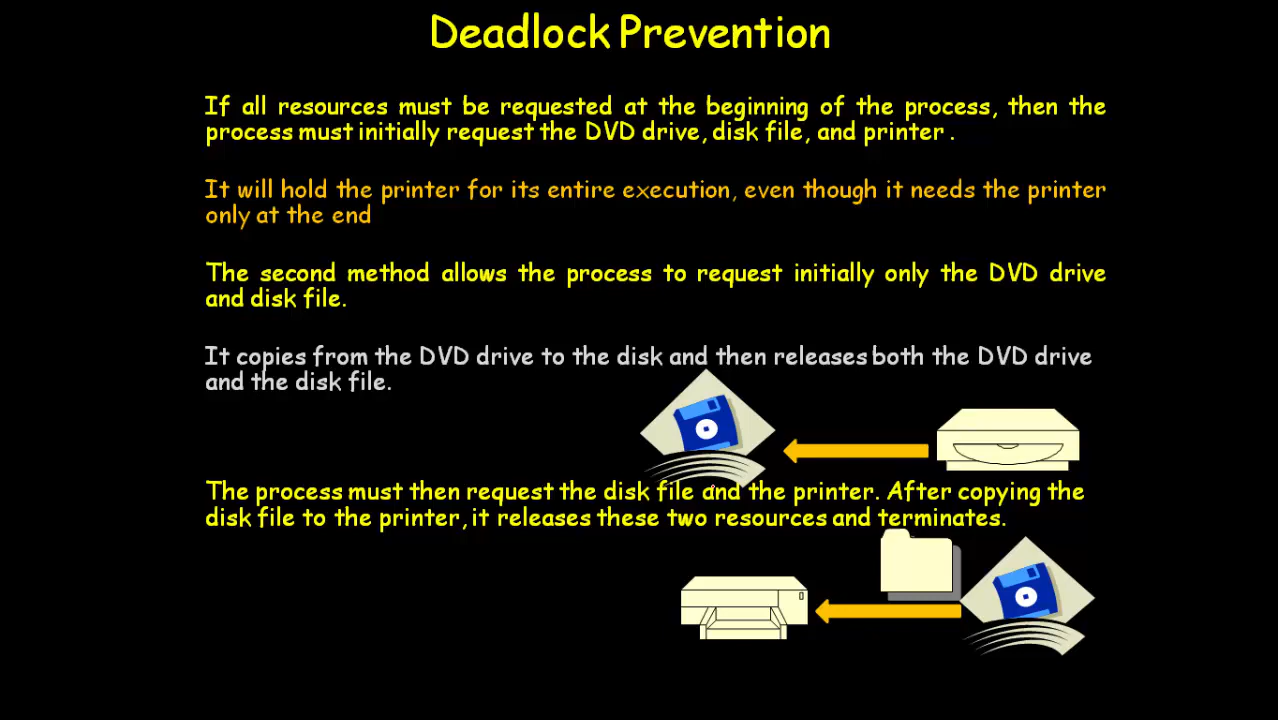 Deadlock Prevention
If all resources must be requested at the beginning of the process, then the
process must initially request the DVD drive, disk file, and printer .
It will hold the printer for its entire execution, even though it needs the printer
only at the end
The second method allows the process to request initially only the DVD drive
and disk file.
It copies from the DVD drive to the disk and then releases both the DVD drive
and the disk file.
The process must then request the disk file and the printer. After copying the
disk file to the printer, it releases these two resources and terminates.